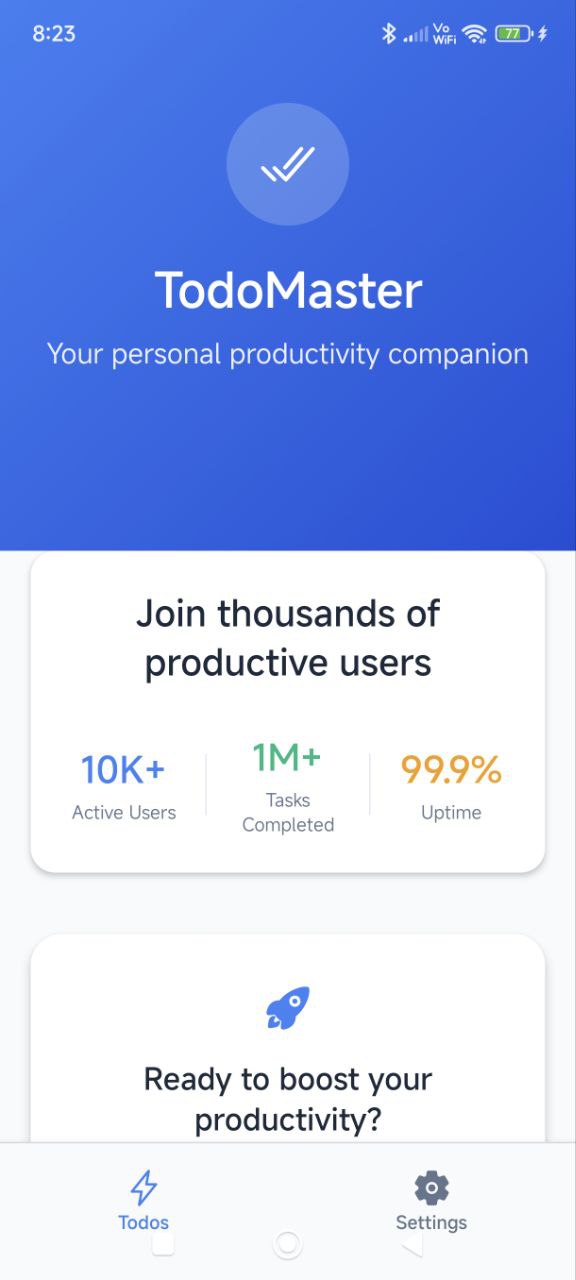 8:23
Vo
WiFi
77
TodoMaster
Your personal productivity companion
Join thousands of
productive users
10K+
Active Users
1M+
Tasks
Completed
99.9%
Uptime
Ready to boost your
productivity?
Todos
Settings